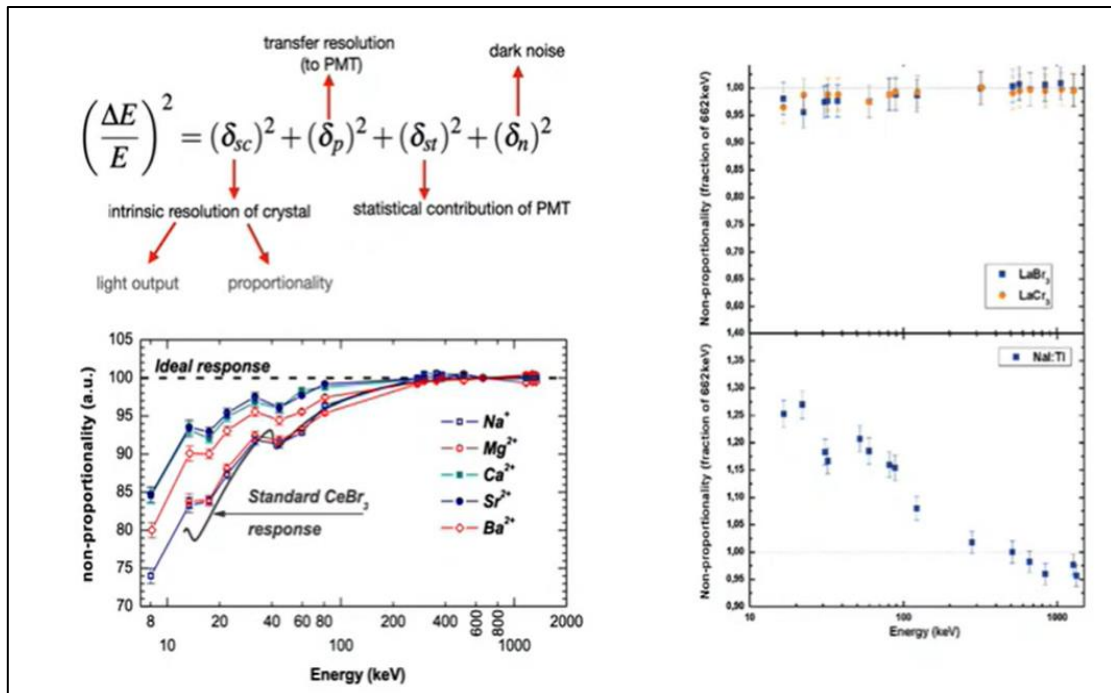 transfer resolution
(to PMT)
dark noise
(ΔE/E)² = (δsc)² + (δp)² + (δst)² + (δn)²
intrinsic resolution of crystal
statistical contribution of PMT
light output
proportionality
non-proportionality (a.u.)
105
100
95
90
85
80
75
70
Ideal response
Na⁺
Mg²⁺
Ca²⁺
Sr²⁺
Ba²⁺
Standard CeBr₃
response
8 20 40 60 80 200 400 600 800 2000
10 100 1000
Energy (keV)
Non-proportionality (fraction of 662keV)
1,00
0,95
0,90
0,85
0,80
0,75
0,70
0,65
0,60
LaBr₃
LaCr₃
Non-proportionality (fraction of 662keV)
1,40
1,35
1,30
1,25
1,20
1,15
1,10
1,05
1,00
0,95
0,90
NaI:Tl
10 100 1000
Energy (keV)